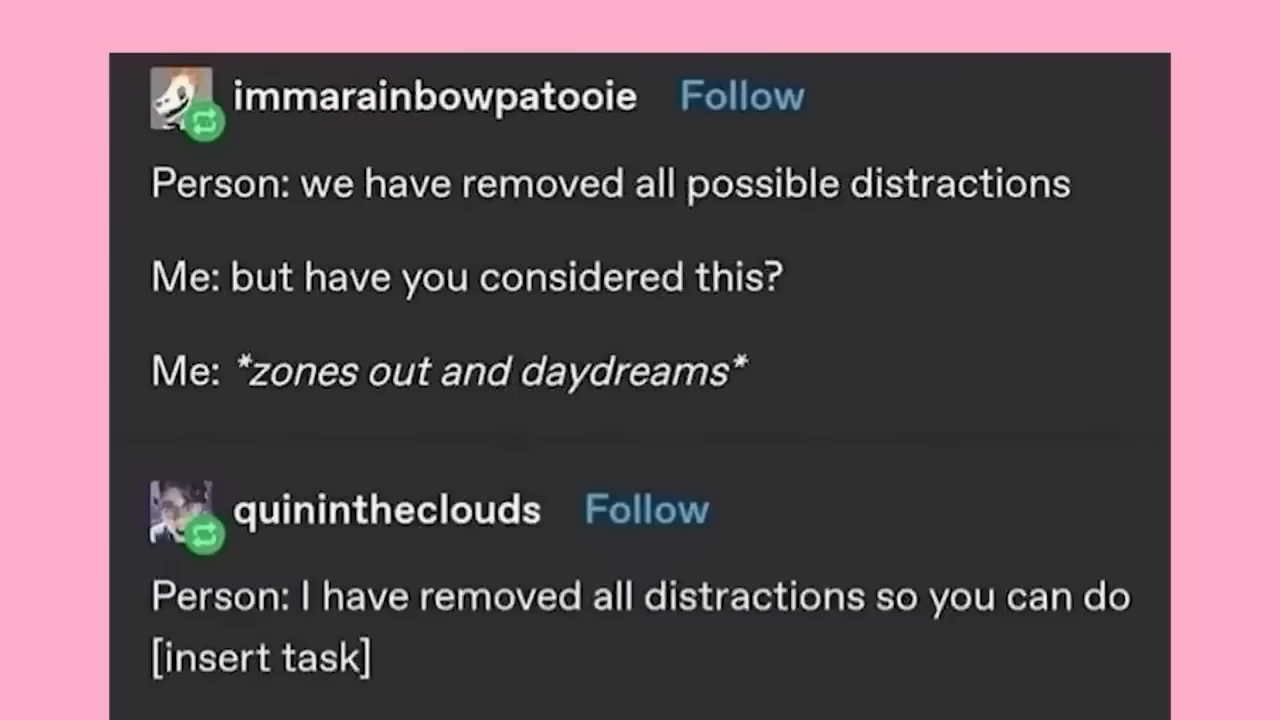 immarainbowpatooie Follow
Person: we have removed all possible distractions
Me: but have you considered this?
Me: *zones out and daydreams*
quinintheclouds Follow
Person: I have removed all distractions so you can do
[insert task]